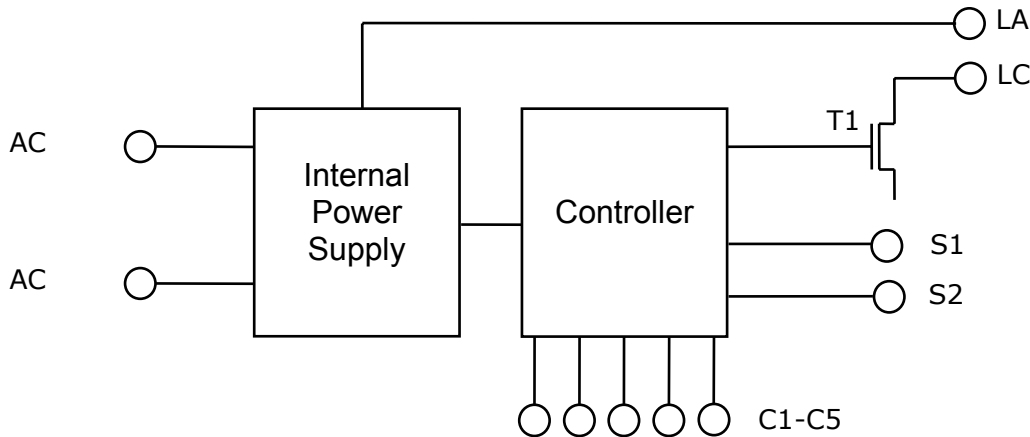 LA
LC
T1
AC
Internal
Power
Supply
Controller
S1
AC
S2
C1-C5